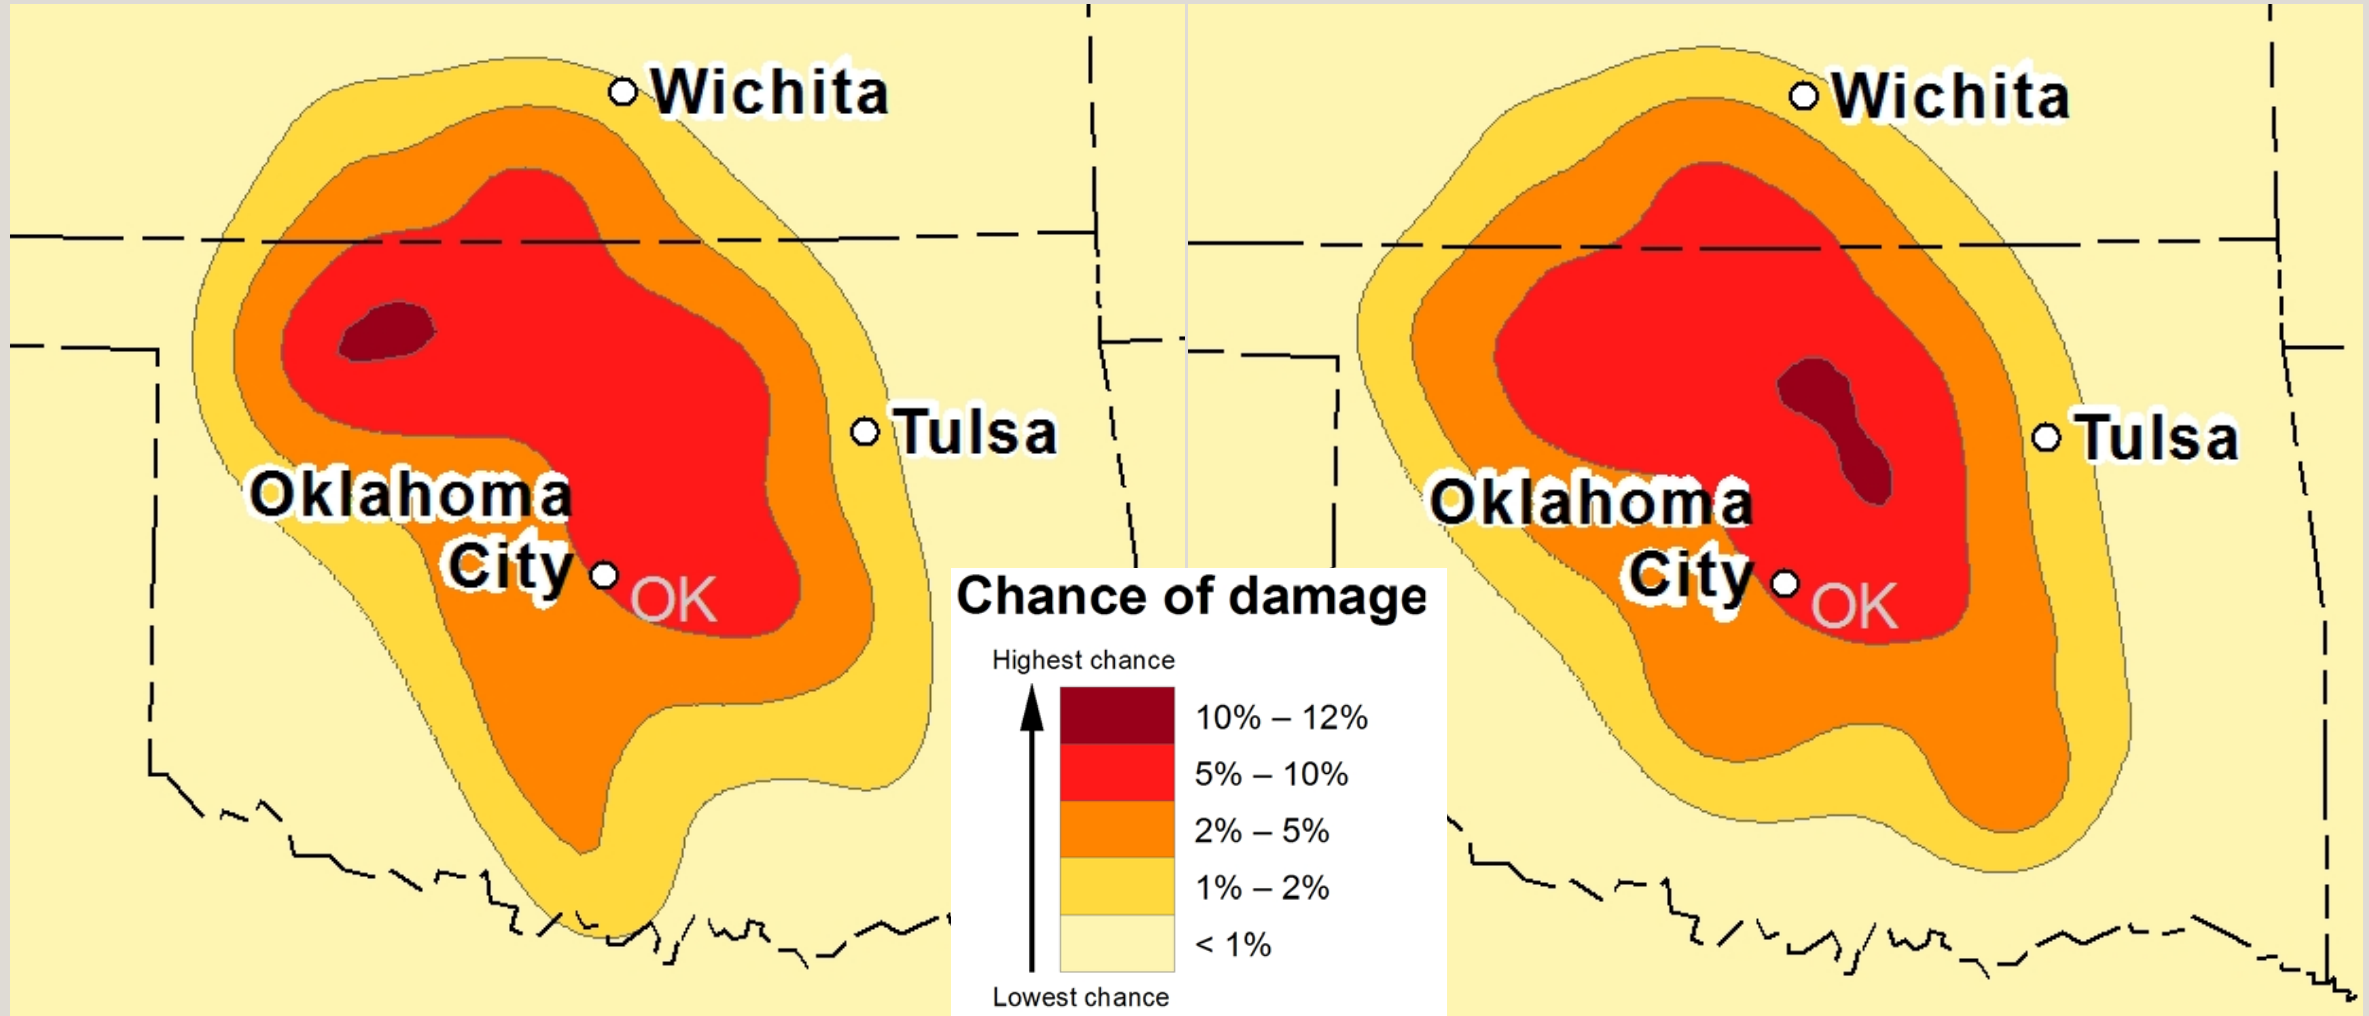 Wichita
Tulsa
Oklahoma
City
OK
Wichita
Tulsa
Oklahoma
City
OK
Chance of damage
Highest chance
10% – 12%
5% – 10%
2% – 5%
1% – 2%
< 1%
Lowest chance